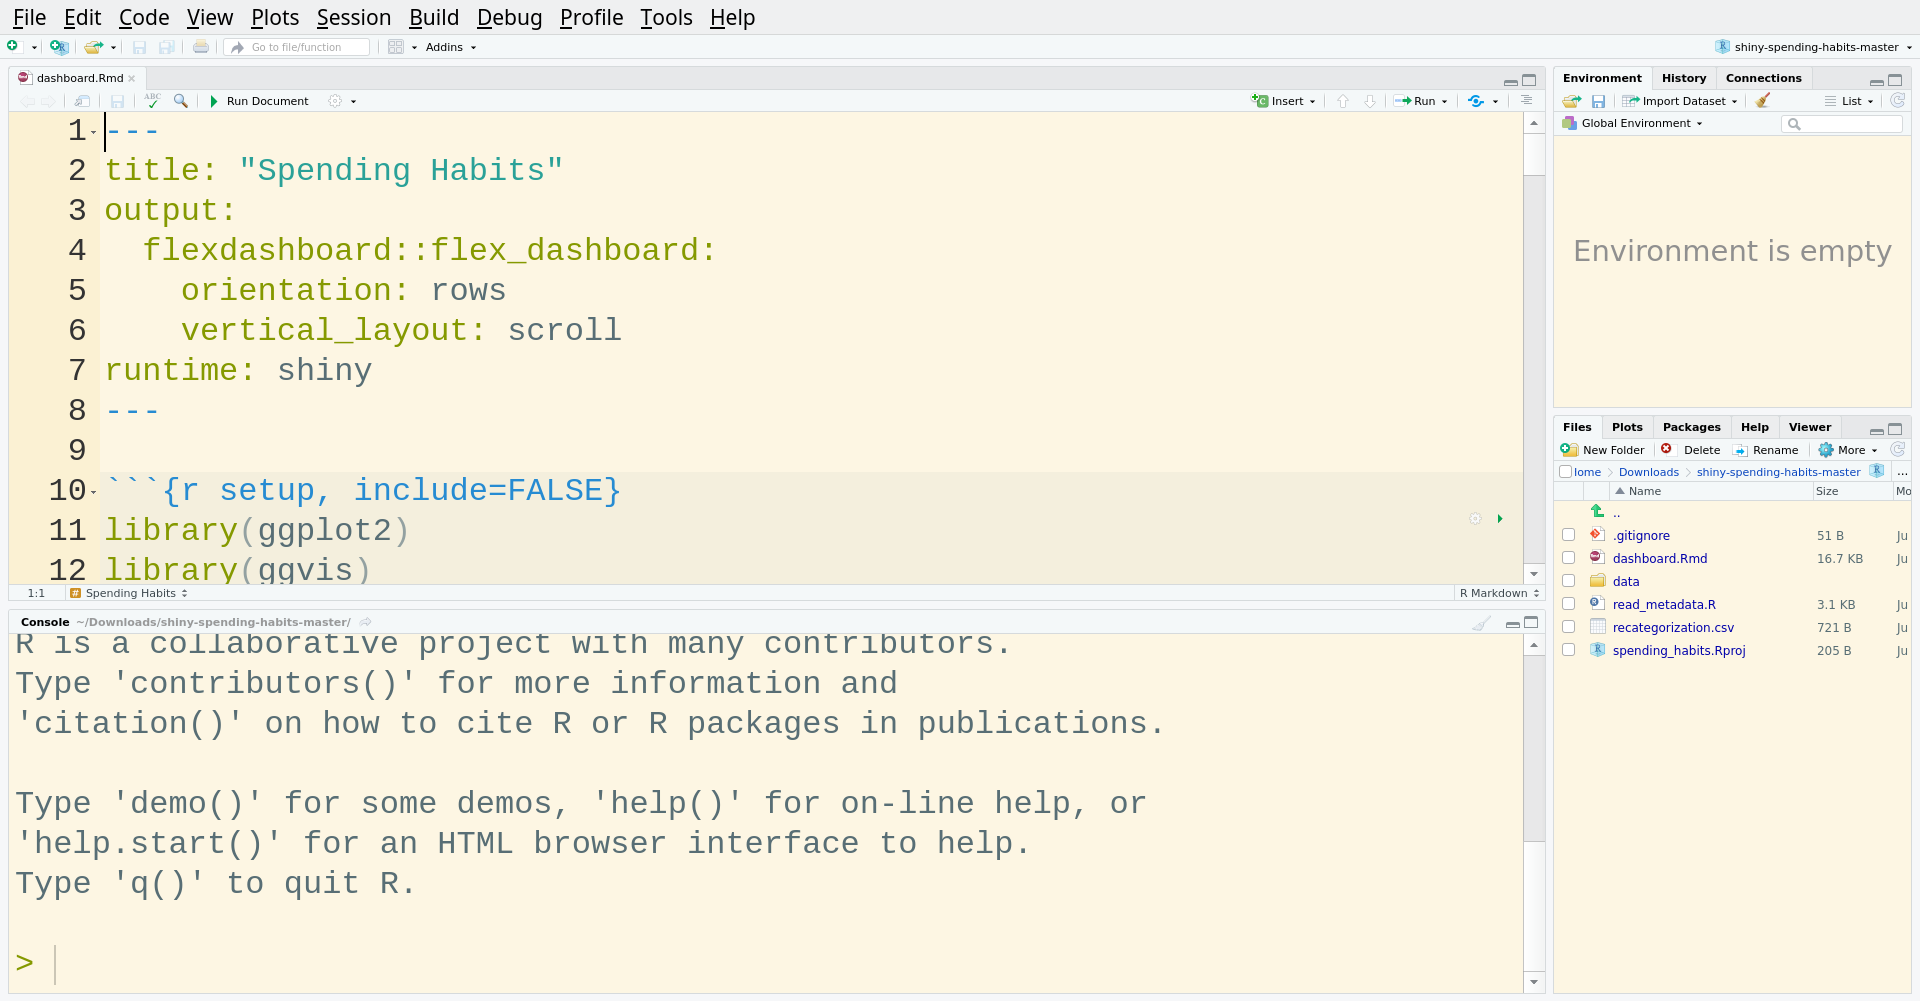 File Edit Code View Plots Session Build Debug Profile Tools Help
Go to file/function Addins shiny-spending-habits-master
dashboard.Rmd
ABC Run Document Insert Run
1 ---
2 title: "Spending Habits"
3 output:
4 flexdashboard::flex_dashboard:
5 orientation: rows
6 vertical_layout: scroll
7 runtime: shiny
8 ---
9
10 ```{r setup, include=FALSE}
11 library(ggplot2)
12 library(ggvis)
1:1 # Spending Habits R Markdown
Console ~/Downloads/shiny-spending-habits-master/
R is a collaborative project with many contributors.
Type 'contributors()' for more information and
'citation()' on how to cite R or R packages in publications.
Type 'demo()' for some demos, 'help()' for on-line help, or
'help.start()' for an HTML browser interface to help.
Type 'q()' to quit R.
>
Environment History Connections
Import Dataset List
Global Environment
Environment is empty
Files Plots Packages Help Viewer
New Folder Delete Rename More
lome Downloads shiny-spending-habits-master ...
Name Size Mo
..
.gitignore 51 B Ju
dashboard.Rmd 16.7 KB Ju
data
read_metadata.R 3.1 KB Ju
recategorization.csv 721 B Ju
spending_habits.Rproj 205 B Ju